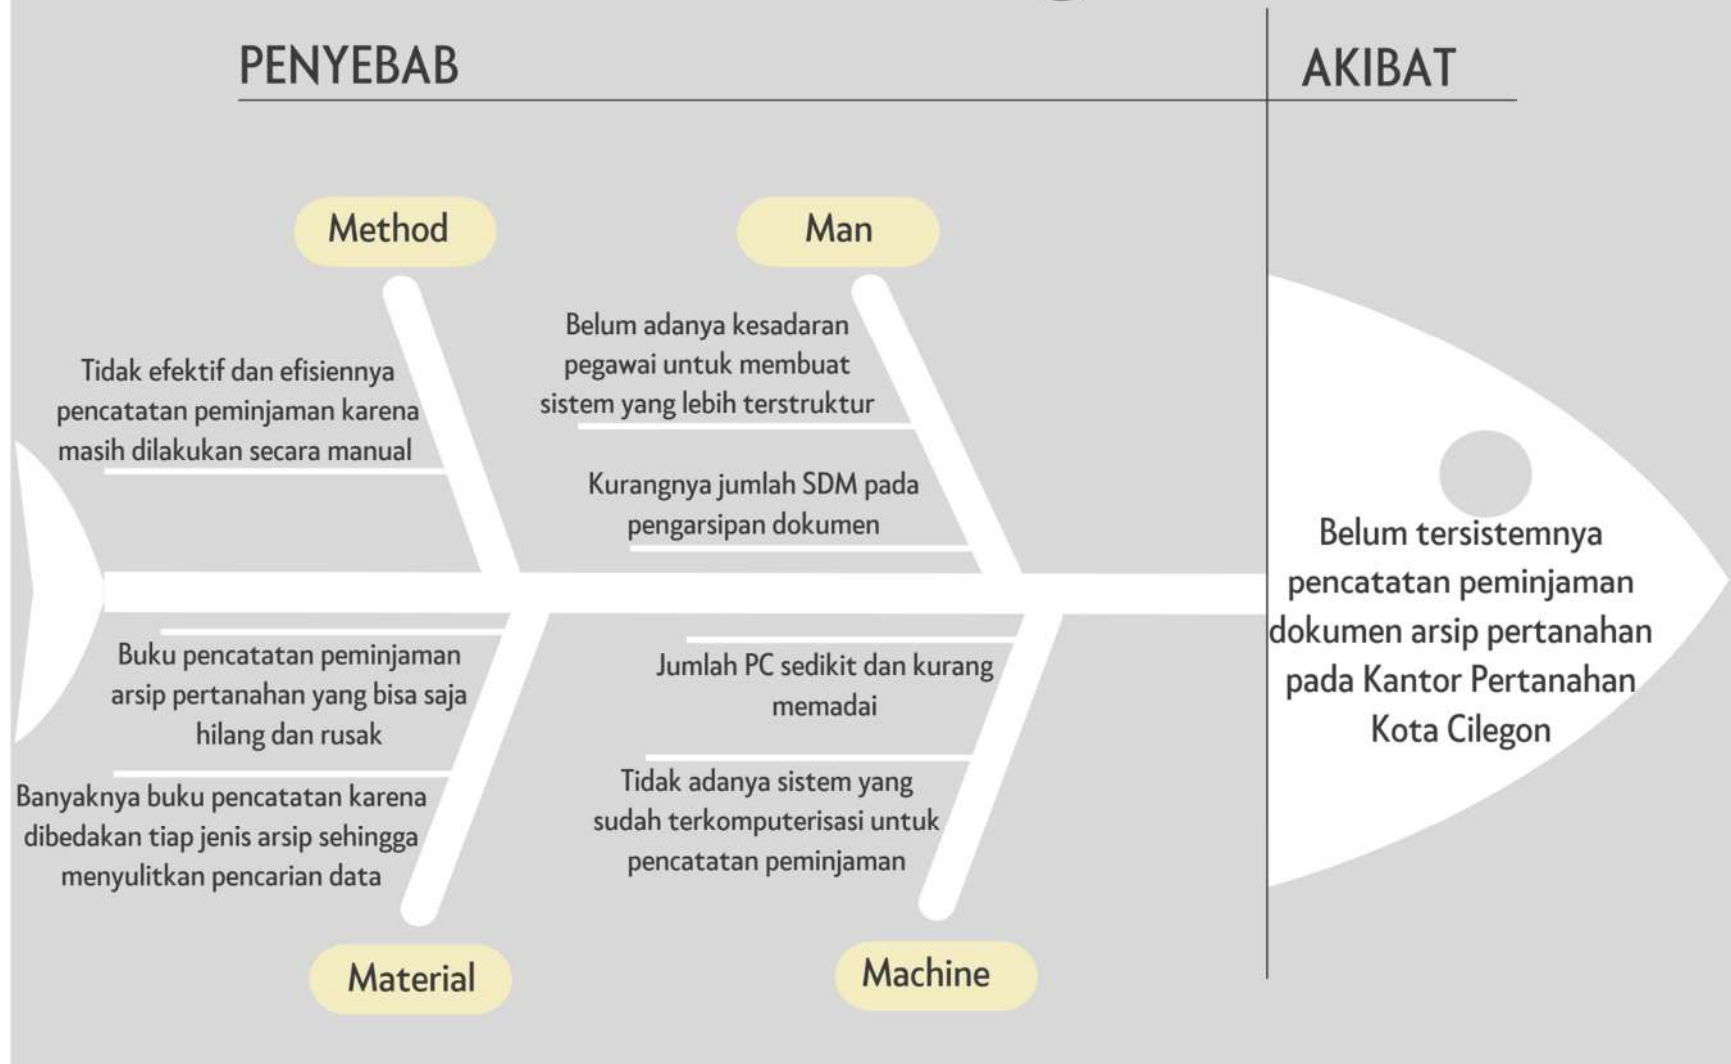 PENYEBAB
AKIBAT
Method
Man
Tidak efektif dan efisiennya
pencatatan peminjaman karena
masih dilakukan secara manual
Belum adanya kesadaran
pegawai untuk membuat
sistem yang lebih terstruktur
Kurangnya jumlah SDM pada
pengarsipan dokumen
Buku pencatatan peminjaman
arsip pertanahan yang bisa saja
hilang dan rusak
Banyaknya buku pencatatan karena
dibedakan tiap jenis arsip sehingga
menyulitkan pencarian data
Jumlah PC sedikit dan kurang
memadai
Tidak adanya sistem yang
sudah terkomputerisasi untuk
pencatatan peminjaman
Material
Machine
Belum tersistemnya
pencatatan peminjaman
dokumen arsip pertanahan
pada Kantor Pertanahan
Kota Cilegon